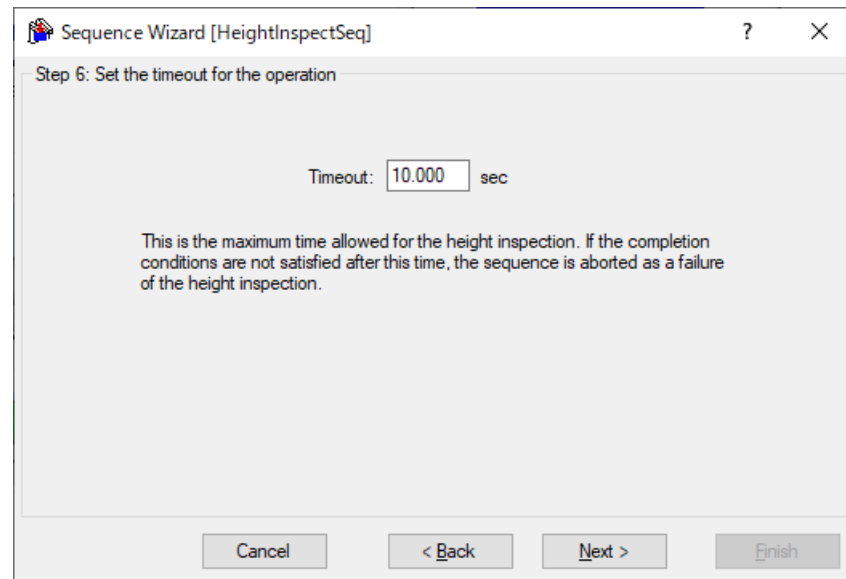 Sequence Wizard [HeightInspectSeq]
?
Step 6: Set the timeout for the operation
Timeout: 10.000 sec
This is the maximum time allowed for the height inspection. If the completion
conditions are not satisfied after this time, the sequence is aborted as a failure
of the height inspection.
Cancel < Back Next > Finish